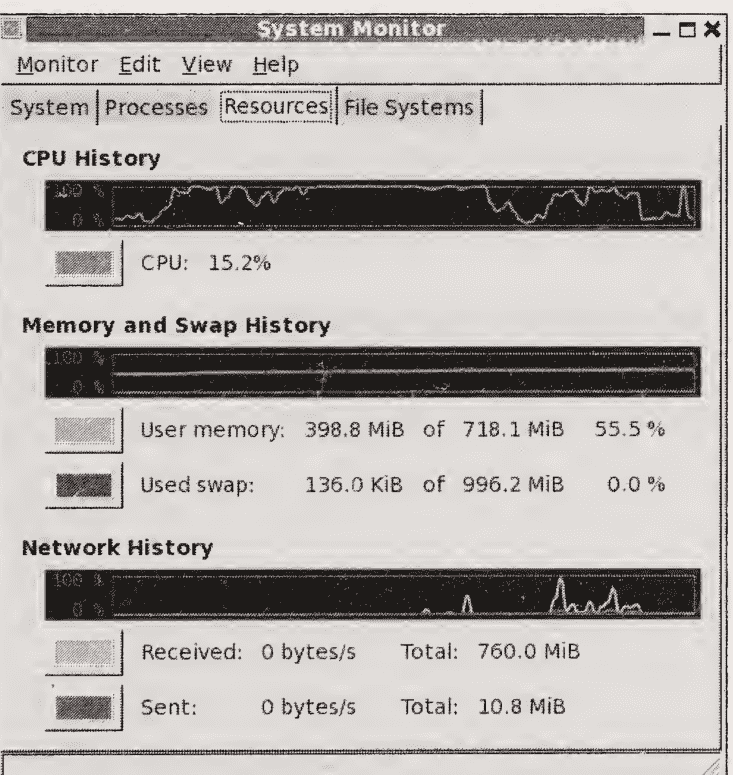 System Monitor
Monitor Edit View Help
System Processes Resources File Systems
CPU History
100 %
0 %
CPU: 15.2%
Memory and Swap History
100 %
0 %
User memory: 398.8 MiB of 718.1 MiB 55.5 %
Used swap: 136.0 KiB of 996.2 MiB 0.0 %
Network History
100 %
0 %
Received: 0 bytes/s Total: 760.0 MiB
Sent: 0 bytes/s Total: 10.8 MiB